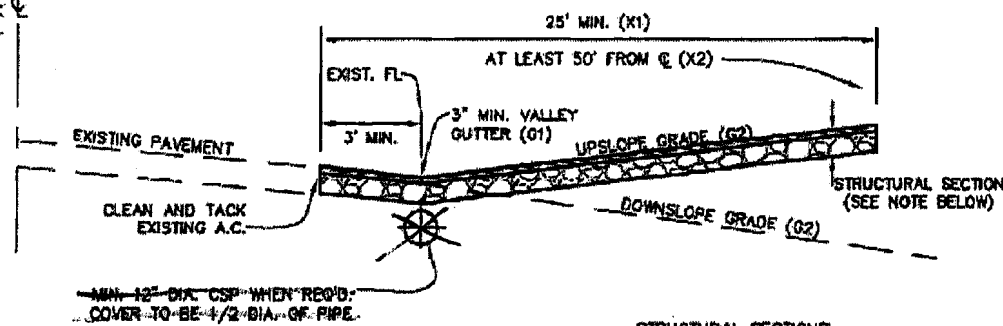 ℄
25' MIN. (X1)
AT LEAST 50' FROM ℄ (X2)
EXIST. FL
3" MIN. VALLEY
GUTTER (G1)
3' MIN.
EXISTING PAVEMENT
UPSLOPE GRADE (G2)
STRUCTURAL SECTION
(SEE NOTE BELOW)
CLEAN AND TACK
EXISTING A.C.
DOWNSLOPE GRADE (G2)
MIN. 12" DIA. CSP WHEN REQ'D.
COVER TO BE 1/2 DIA. OF PIPE.
STRUCTURAL SECTIONS